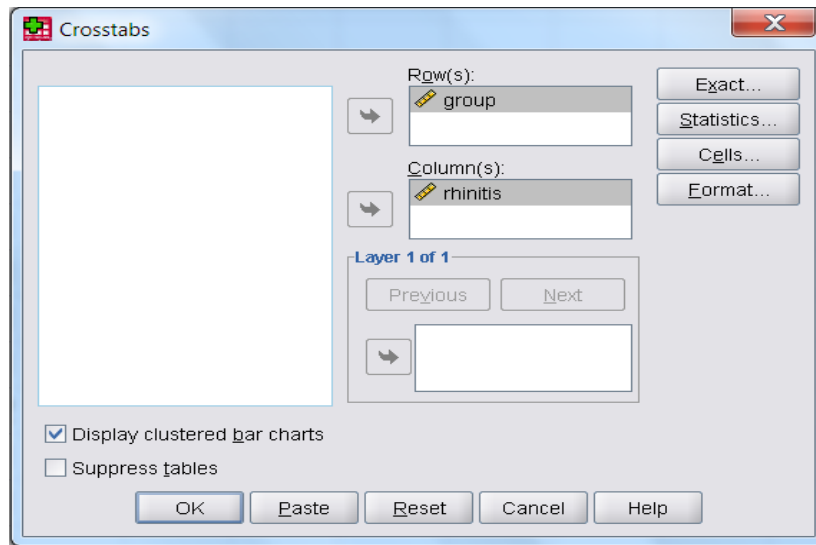 Crosstabs
Row(s):
group
Column(s):
rhinitis
Layer 1 of 1
Previous
Next
Exact...
Statistics...
Cells...
Format...
Display clustered bar charts
Suppress tables
OK
Paste
Reset
Cancel
Help